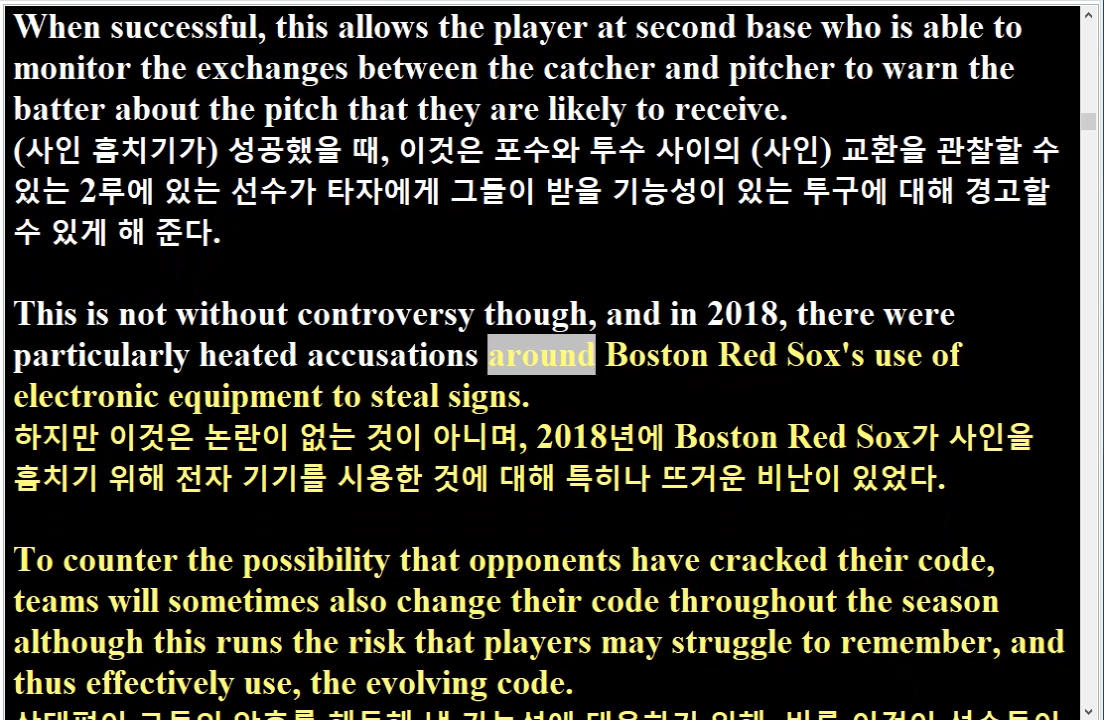 When successful, this allows the player at second base who is able to
monitor the exchanges between the catcher and pitcher to warn the
batter about the pitch that they are likely to receive.
(사인 훔치기가) 성공했을 때, 이것은 포수와 투수 사이의 (사인) 교환을 관찰할 수
있는 2루에 있는 선수가 타자에게 그들이 받을 기능성이 있는 투구에 대해 경고할
수 있게 해 준다.
This is not without controversy though, and in 2018, there were
particularly heated accusations around Boston Red Sox's use of
electronic equipment to steal signs.
하지만 이것은 논란이 없는 것이 아니며, 2018년에 Boston Red Sox가 사인을
훔치기 위해 전자 기기를 시용한 것에 대해 특히나 뜨거운 비난이 있었다.
To counter the possibility that opponents have cracked their code,
teams will sometimes also change their code throughout the season
although this runs the risk that players may struggle to remember, and
thus effectively use, the evolving code.